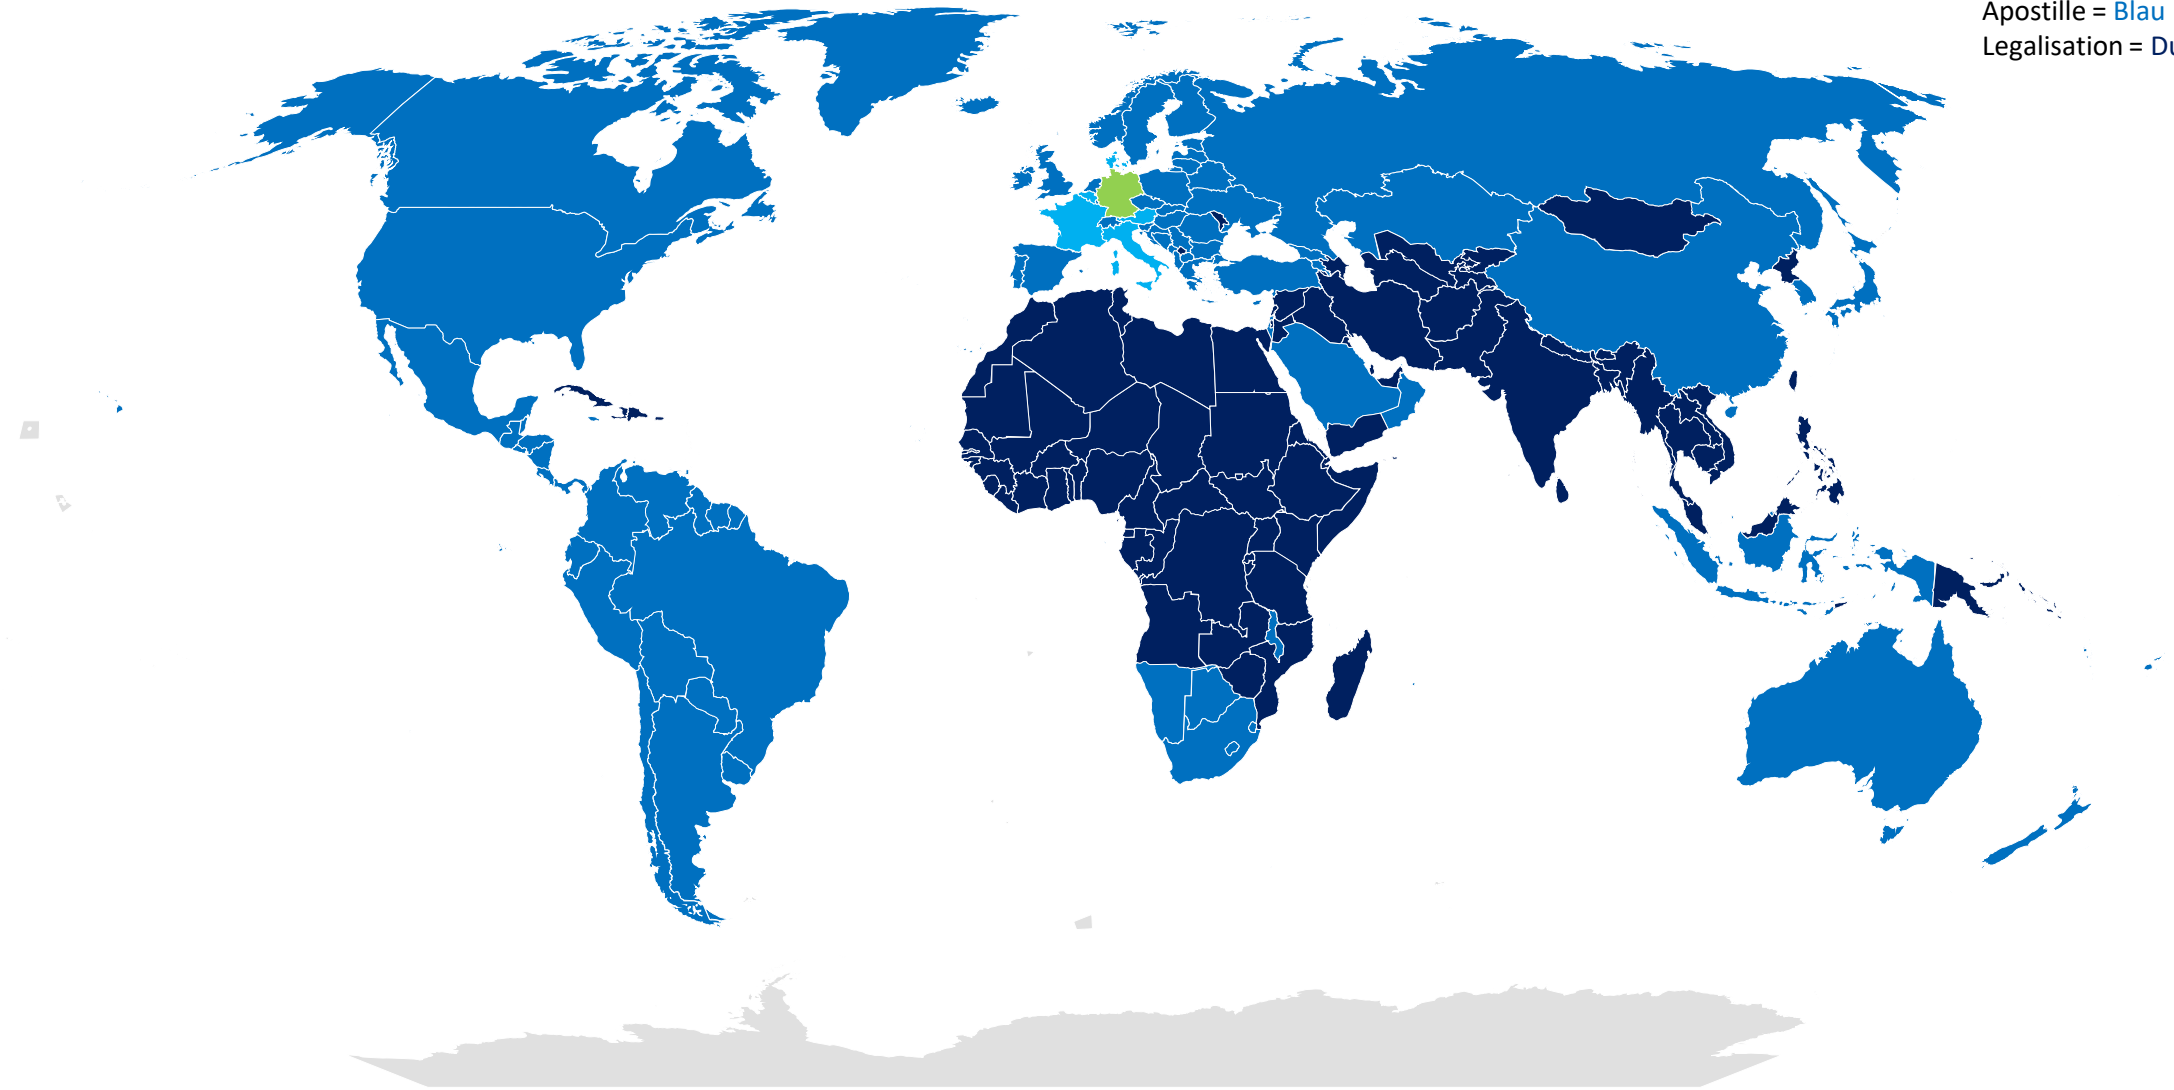 Apostille = Blau
Legalisation =